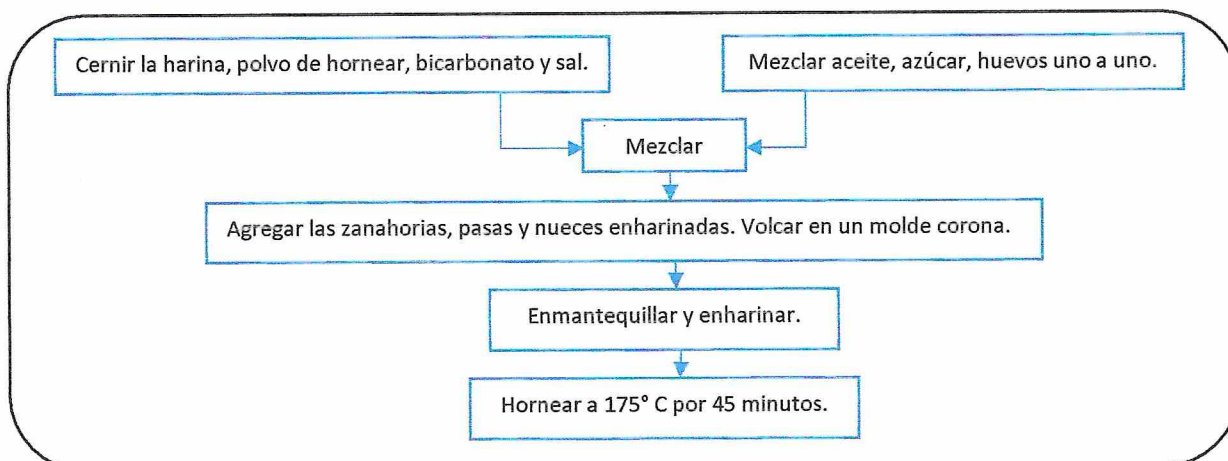 Cernir la harina, polvo de hornear, bicarbonato y sal.
Mezclar aceite, azúcar, huevos uno a uno.
Mezclar
Agregar las zanahorias, pasas y nueces enharinadas. Volcar en un molde corona.
Enmantequillar y enharinar.
Hornear a 175° C por 45 minutos.